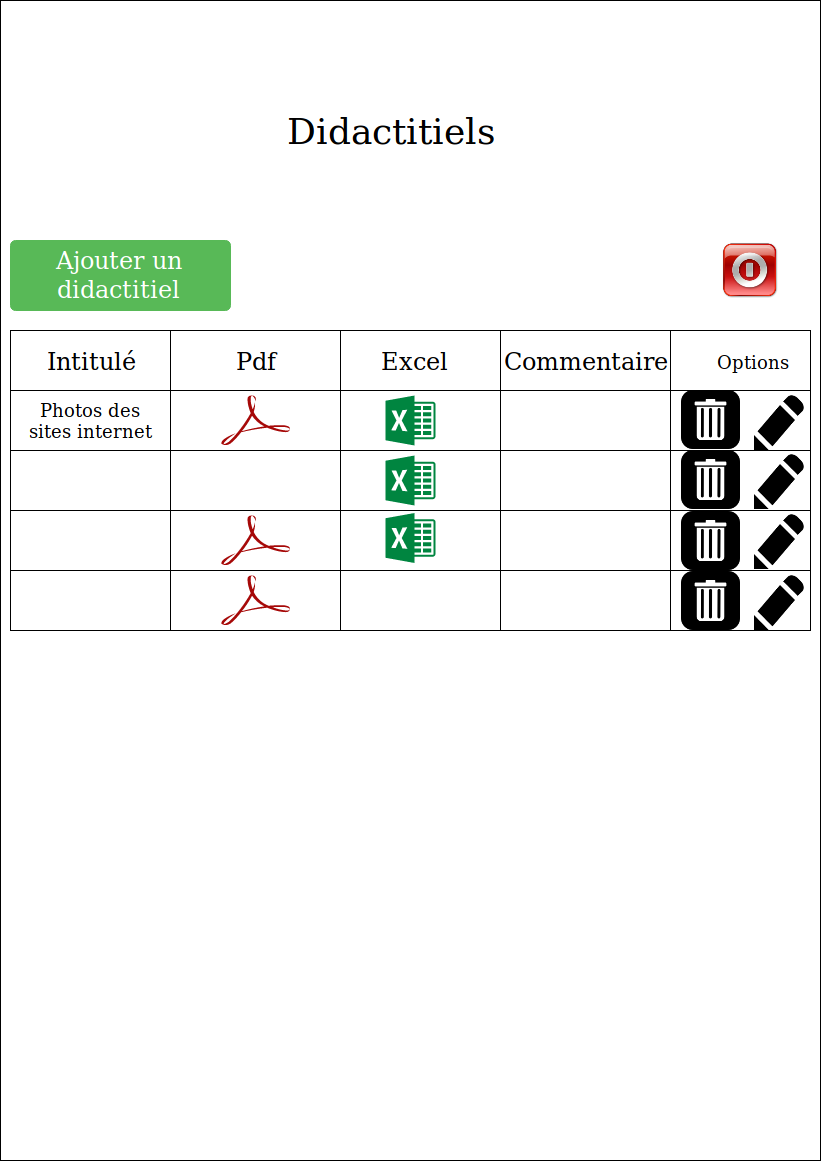 Didactitiels
Ajouter un
didactitiel
Intitulé Pdf Excel Commentaire Options
Photos des
sites internet
X
X
X